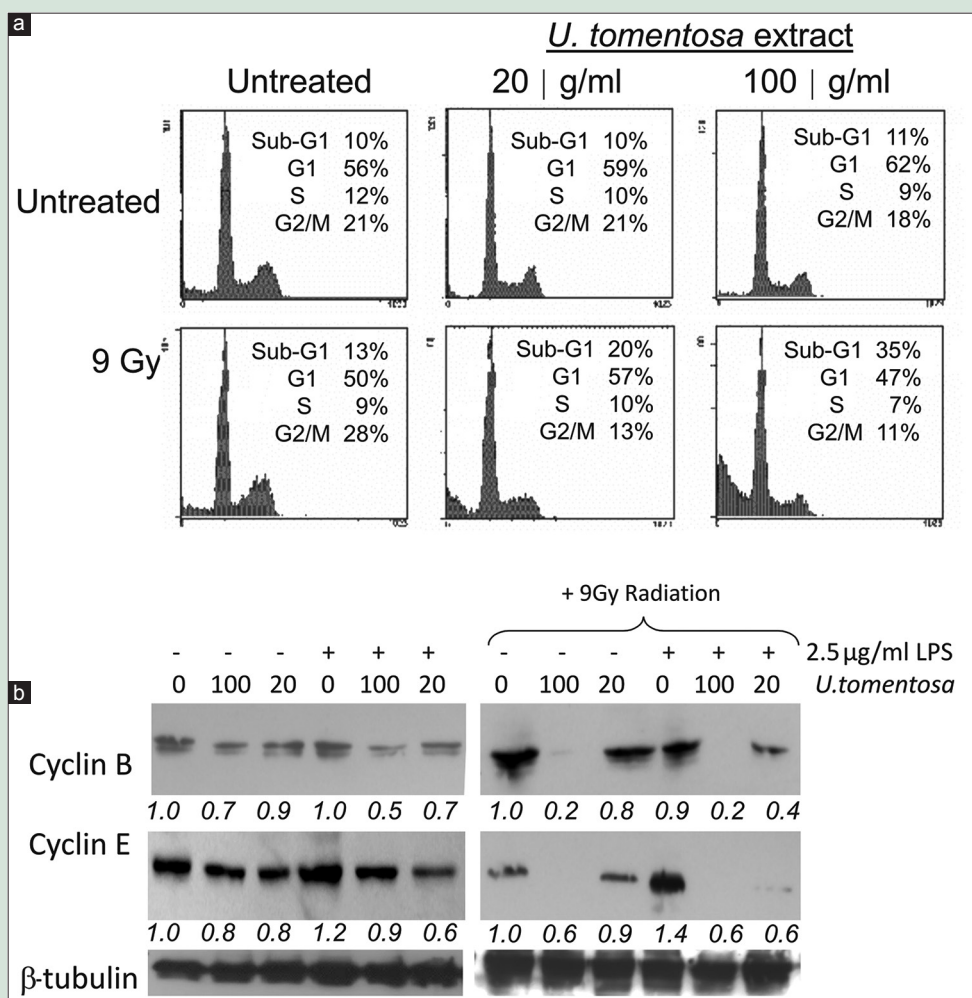 a
U. tomentosa extract
Untreated 20 | g/ml 100 | g/ml
Untreated
Sub-G1 10%
G1 56%
S 12%
G2/M 21%
Sub-G1 10%
G1 59%
S 10%
G2/M 21%
Sub-G1 11%
G1 62%
S 9%
G2/M 18%
9 Gy
Sub-G1 13%
G1 50%
S 9%
G2/M 28%
Sub-G1 20%
G1 57%
S 10%
G2/M 13%
Sub-G1 35%
G1 47%
S 7%
G2/M 11%
+ 9Gy Radiation
- - - + + + - - - + + + 2.5µg/ml LPS
b
0 100 20 0 100 20 0 100 20 0 100 20 U.tomentosa
Cyclin B
1.0 0.7 0.9 1.0 0.5 0.7 1.0 0.2 0.8 0.9 0.2 0.4
Cyclin E
1.0 0.8 0.8 1.2 0.9 0.6 1.0 0.6 0.9 1.4 0.6 0.6
β-tubulin